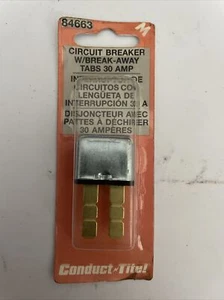 84663
M
CIRCUIT BREAKER
W/BREAK-AWAY
TABS 30 AMP
DE
CIRCUITOS CON
LENGÜETA DE
INTERRUPCIÓN 30 A
DISJONCTEUR AVEC
PATTES À DÉCHIRER
30 AMPÈRES
Conduct-Tite!